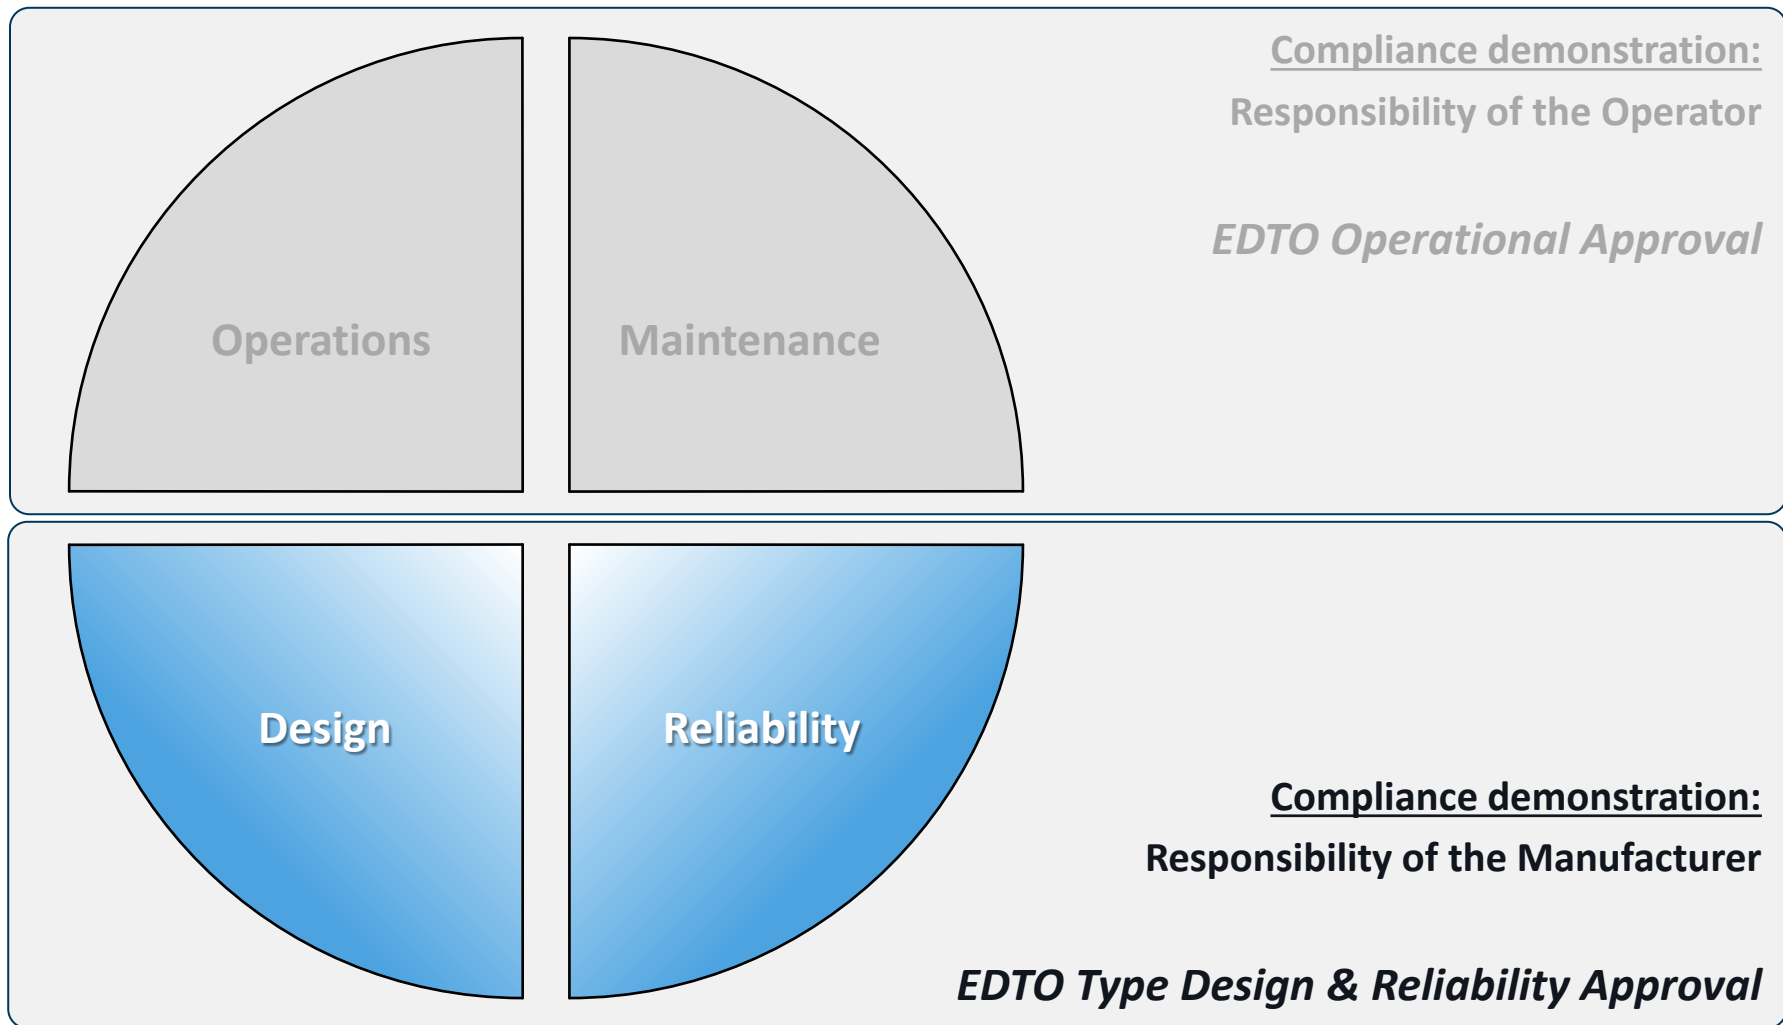 Compliance demonstration:
Responsibility of the Operator
EDTO Operational Approval
Operations
Maintenance
Design
Reliability
Compliance demonstration:
Responsibility of the Manufacturer
EDTO Type Design & Reliability Approval